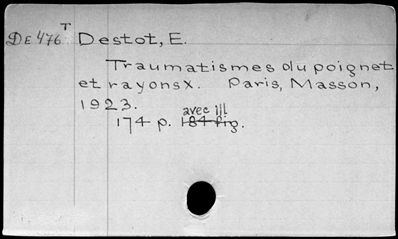 DE 476 T Destot, E.
Traumatismes du poignet
et rayons X. Paris, Masson,
1923.
avec ill
174 p. 184 fig.